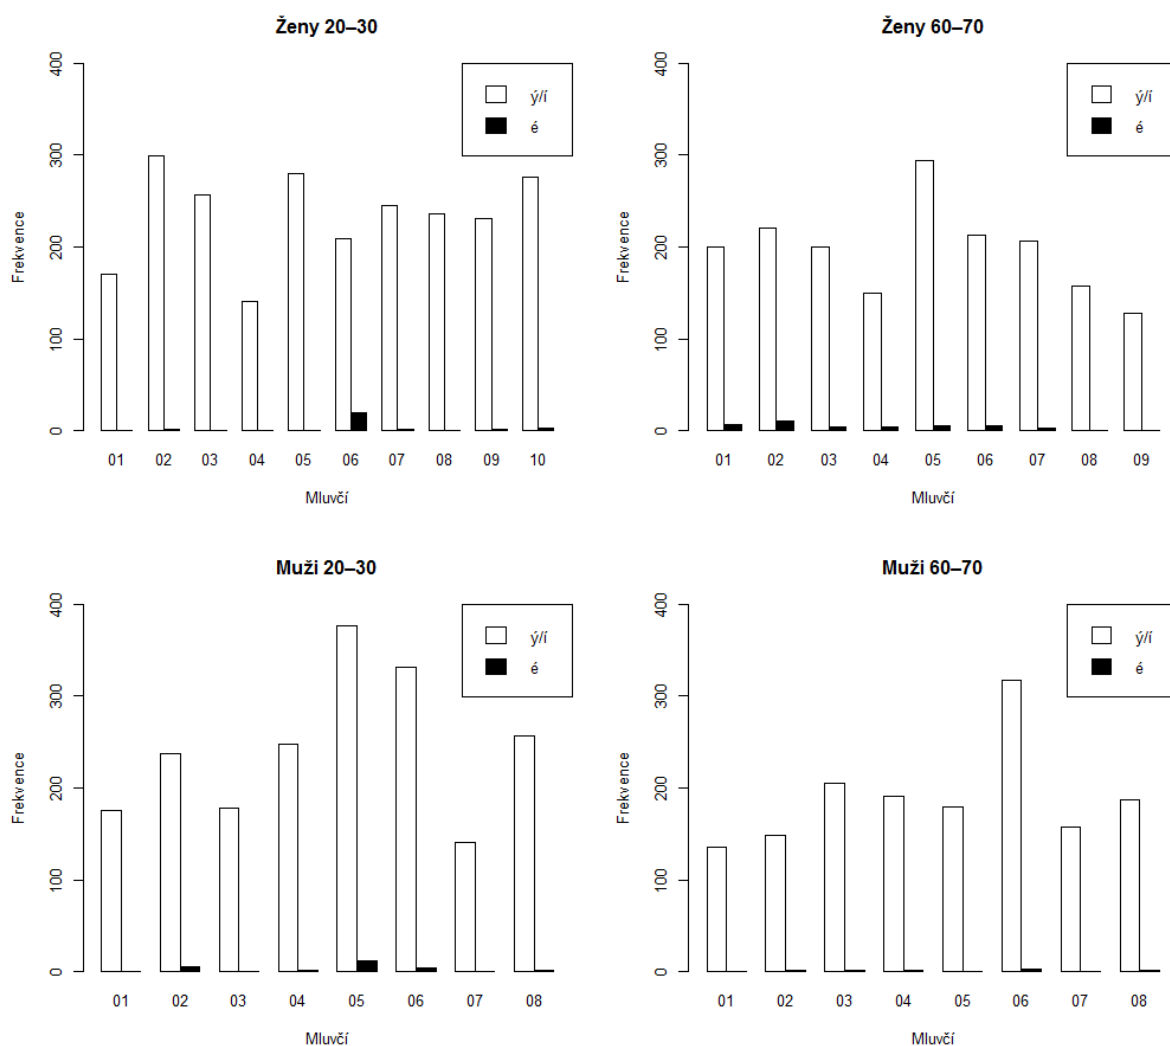 Ženy 20–30
400
300
200
100
0
Frekvence
ý/í
é
01 02 03 04 05 06 07 08 09 10
Mluvčí
Ženy 60–70
400
300
200
100
0
Frekvence
ý/í
é
01 02 03 04 05 06 07 08 09
Mluvčí
Muži 20–30
400
300
200
100
0
Frekvence
ý/í
é
01 02 03 04 05 06 07 08
Mluvčí
Muži 60–70
400
300
200
100
0
Frekvence
ý/í
é
01 02 03 04 05 06 07 08
Mluvčí